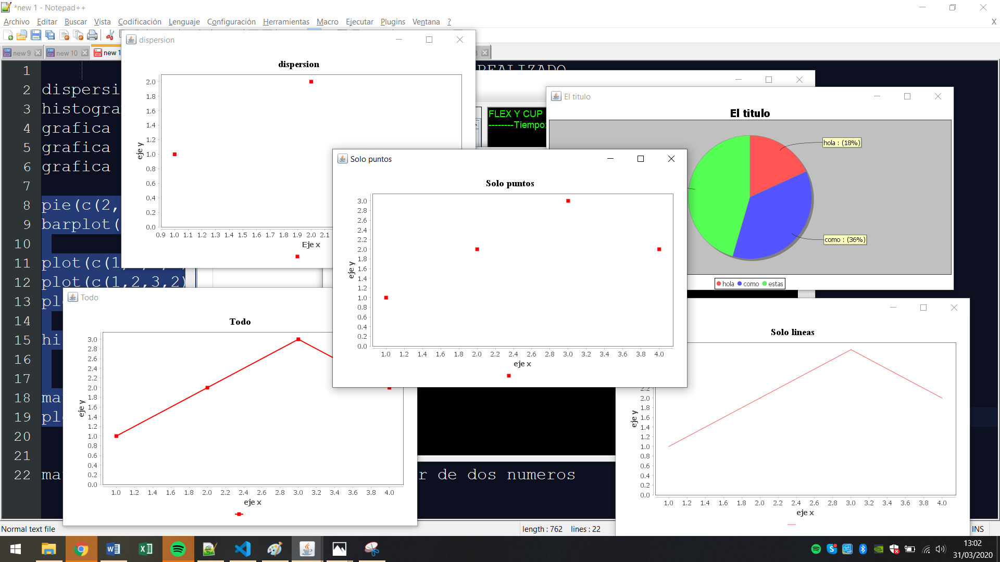 *new 1 - Notepad++
Archivo Editar Buscar Vista Codificación Lenguaje Configuración Herramientas Macro Ejecutar Plugins Ventana ? X
new 9 new 10 new 1
1 REALIZADO
2 dispersi
3 histogra
4 grafica
5 grafica
6 grafica
7
8 pie(c(2,
9 barplot(
10
11 plot(c(1
12 plot(c(1,2,3,2)
13
14
15 hi
16
17
18 ma
19
20
21
22 r de dos numeros
dispersion
dispersion
2.0
1.8
1.6
1.4
1.2
1.0
0.8
0.6
0.4
0.2
0.0
eje y
0.9 1.0 1.1 1.2 1.3 1.4 1.5 1.6 1.7 1.8 1.9 2.0 2.1
Eje x
FLEX Y CUP
--------Tiempo:
El titulo
El titulo
hola : (18%)
como : (36%)
hola como estas
Solo puntos
Solo puntos
3.0
2.8
2.6
2.4
2.2
2.0
1.8
1.6
1.4
1.2
1.0
0.8
0.6
0.4
0.2
0.0
eje y
1.0 1.2 1.4 1.6 1.8 2.0 2.2 2.4 2.6 2.8 3.0 3.2 3.4 3.6 3.8 4.0
eje x
Todo
Todo
3.0
2.8
2.6
2.4
2.2
2.0
1.8
1.6
1.4
1.2
1.0
0.8
0.6
0.4
0.2
0.0
eje y
1.0 1.2 1.4 1.6 1.8 2.0 2.2 2.4 2.6 2.8 3.0 3.2 3.4 3.6 3.8 4.0
eje x
Solo lineas
2.2
2.0
1.8
1.6
1.4
1.2
1.0
0.8
0.6
0.4
0.2
0.0
eje y
1.0 1.2 1.4 1.6 1.8 2.0 2.2 2.4 2.6 2.8 3.0 3.2 3.4 3.6 3.8 4.0
eje x
Normal text file length : 762 lines : 22 INS
13:02
31/03/2020